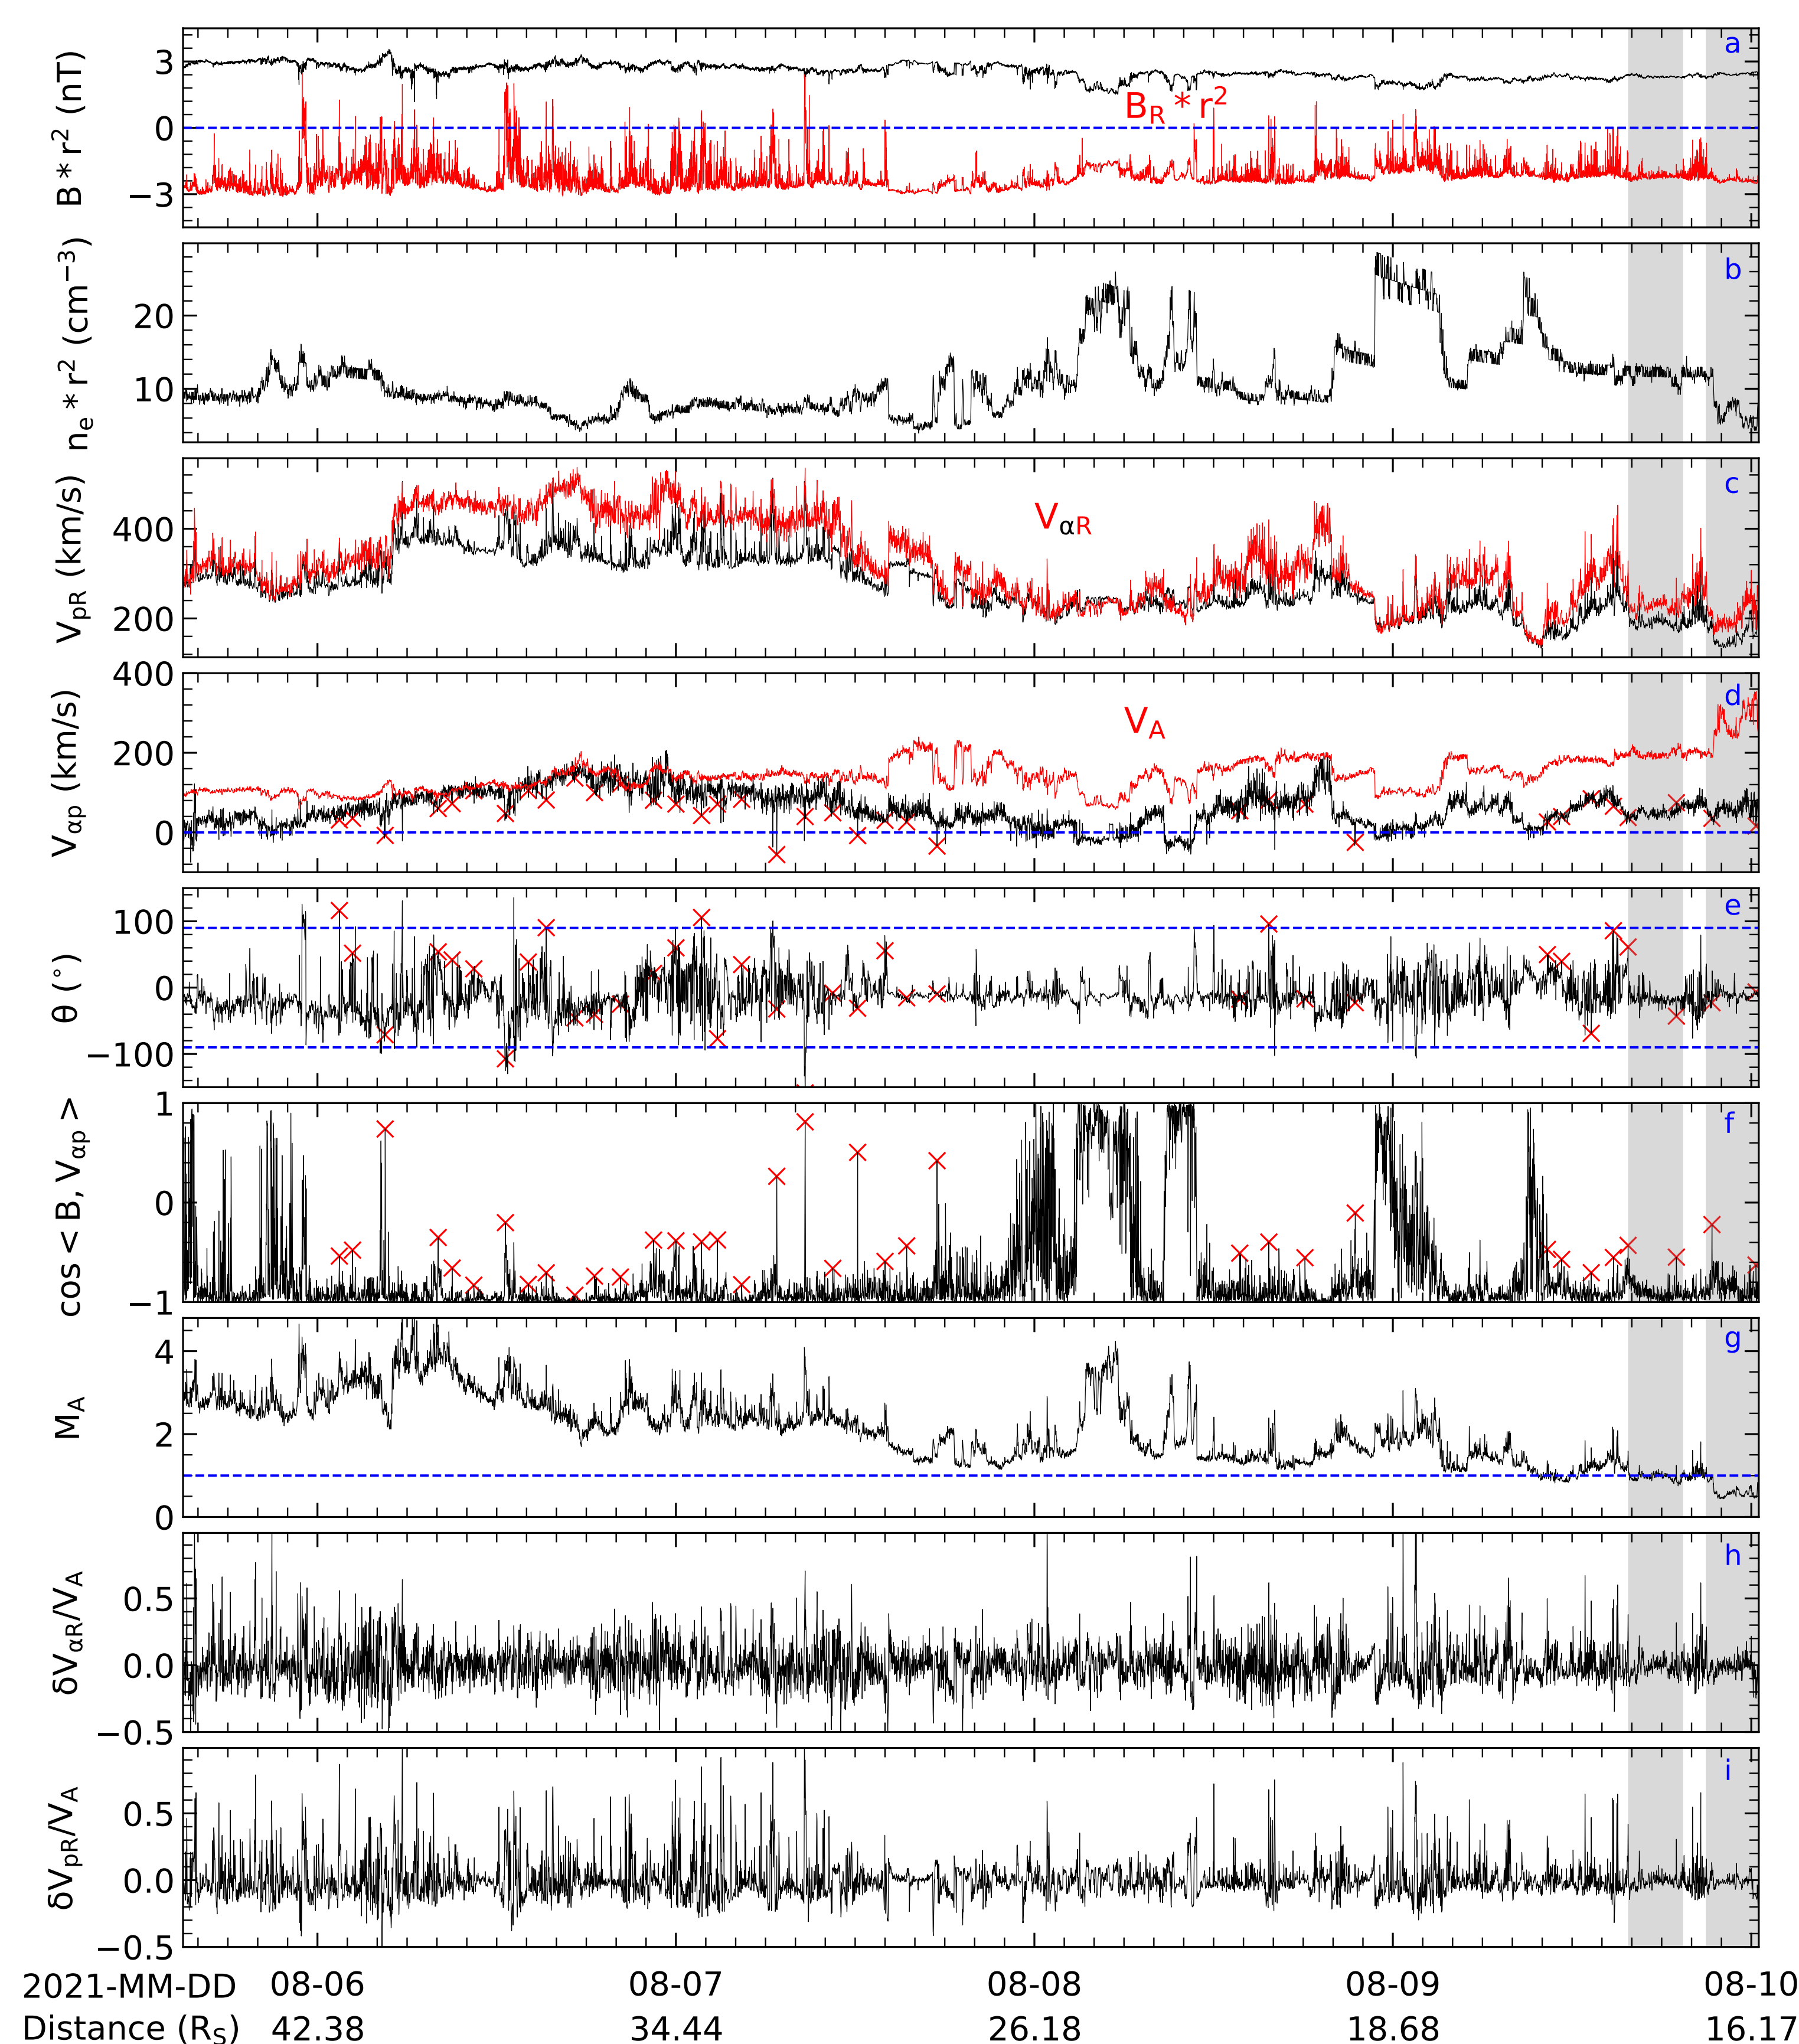 a
3
0
−3
B * r² (nT)
B_R * r²
b
20
10
n_e * r² (cm⁻³)
c
400
200
V_pR (km/s)
V_αR
d
400
200
0
V_αp (km/s)
V_A
e
100
0
−100
θ (°)
f
1
0
−1
cos < B, V_αp >
g
4
2
0
M_A
h
0.5
0.0
−0.5
δV_αR/V_A
i
0.5
0.0
−0.5
δV_pR/V_A
2021-MM-DD 08-06 08-07 08-08 08-09 08-10
Distance (R_S) 42.38 34.44 26.18 18.68 16.17